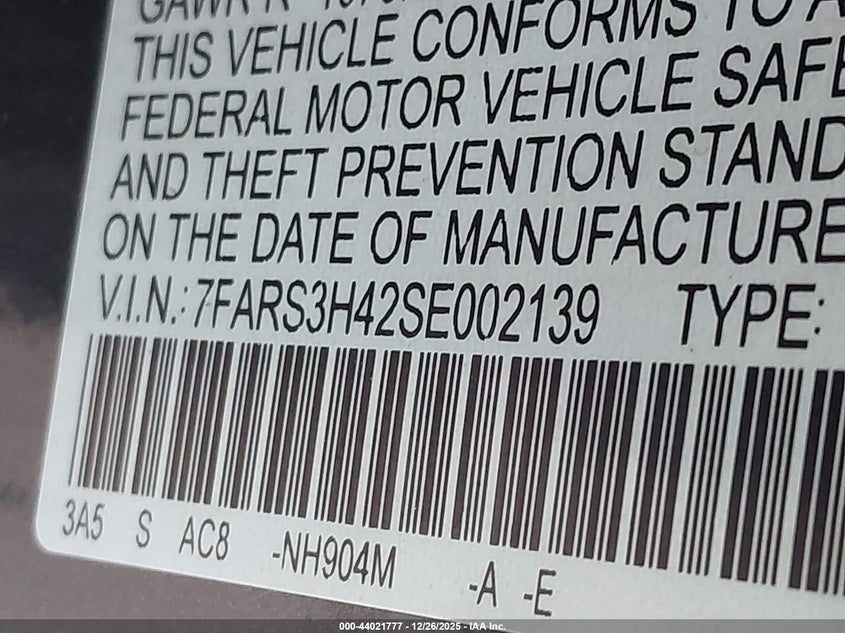 GAWR R
THIS VEHICLE CONFORMS TO A
FEDERAL MOTOR VEHICLE SAFE
AND THEFT PREVENTION STAND
ON THE DATE OF MANUFACTURE
V.I.N.: 7FARS3H42SE002139 TYPE:
3A5 S AC8 -NH904M -A -E
000-44021777 - 12/26/2025 - IAA Inc.